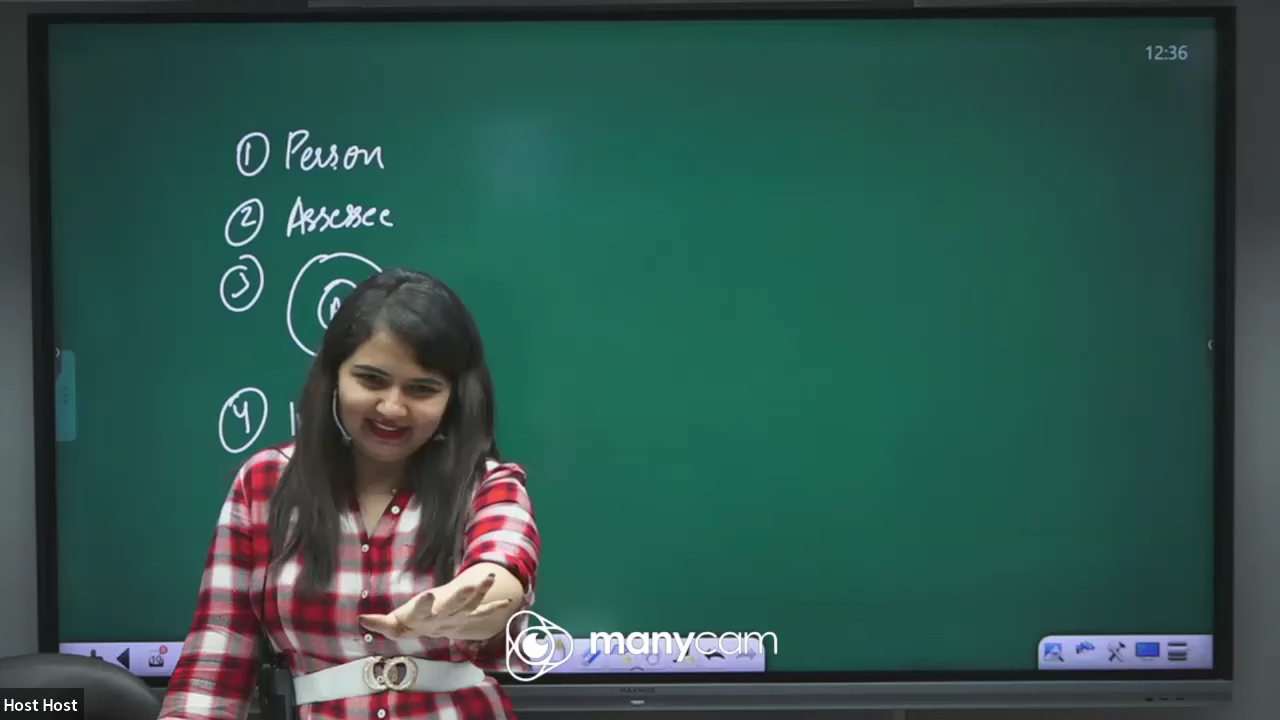 12:36
① Person
② Assessee
③
④
manycam
Host Host